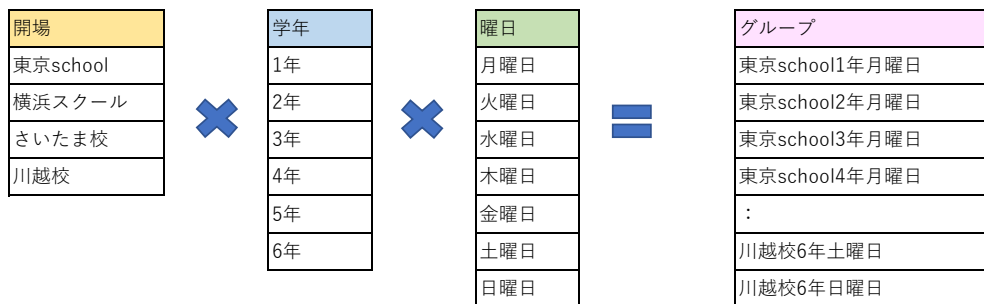 開場
東京school
横浜スクール
さいたま校
川越校
学年
1年
2年
3年
4年
5年
6年
曜日
月曜日
火曜日
水曜日
木曜日
金曜日
土曜日
日曜日
グループ
東京school1年月曜日
東京school2年月曜日
東京school3年月曜日
東京school4年月曜日
：
川越校6年土曜日
川越校6年日曜日